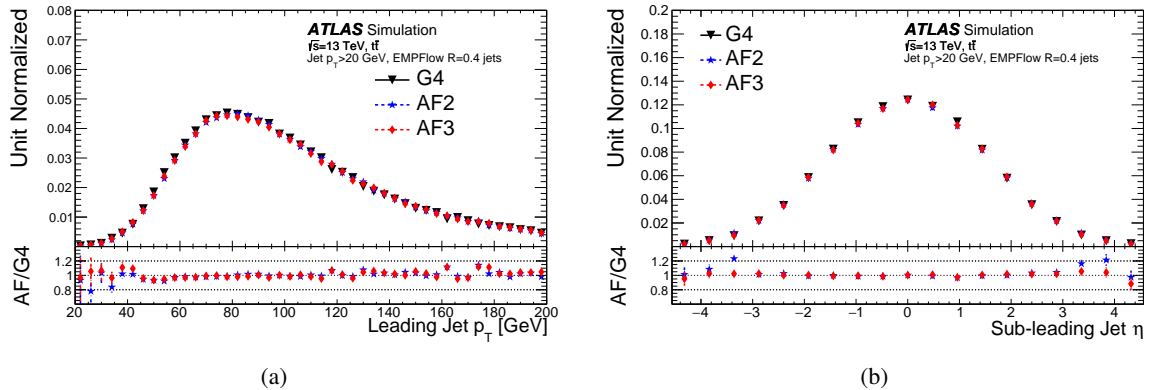 0.08
0.07
0.06
0.05
0.04
0.03
0.02
0.01
Unit Normalized
ATLAS Simulation
√s=13 TeV, tt̄
Jet p_T>20 GeV, EMPFlow R=0.4 jets
G4
AF2
AF3
1.2
1
0.8
AF/G4
20 40 60 80 100 120 140 160 180 200
Leading Jet p_T [GeV]
(a)
0.2
0.18
0.16
0.14
0.12
0.1
0.08
0.06
0.04
0.02
Unit Normalized
ATLAS Simulation
√s=13 TeV, tt̄
Jet p_T>20 GeV, EMPFlow R=0.4 jets
G4
AF2
AF3
1.2
1
0.8
AF/G4
−4 −3 −2 −1 0 1 2 3 4
Sub-leading Jet η
(b)